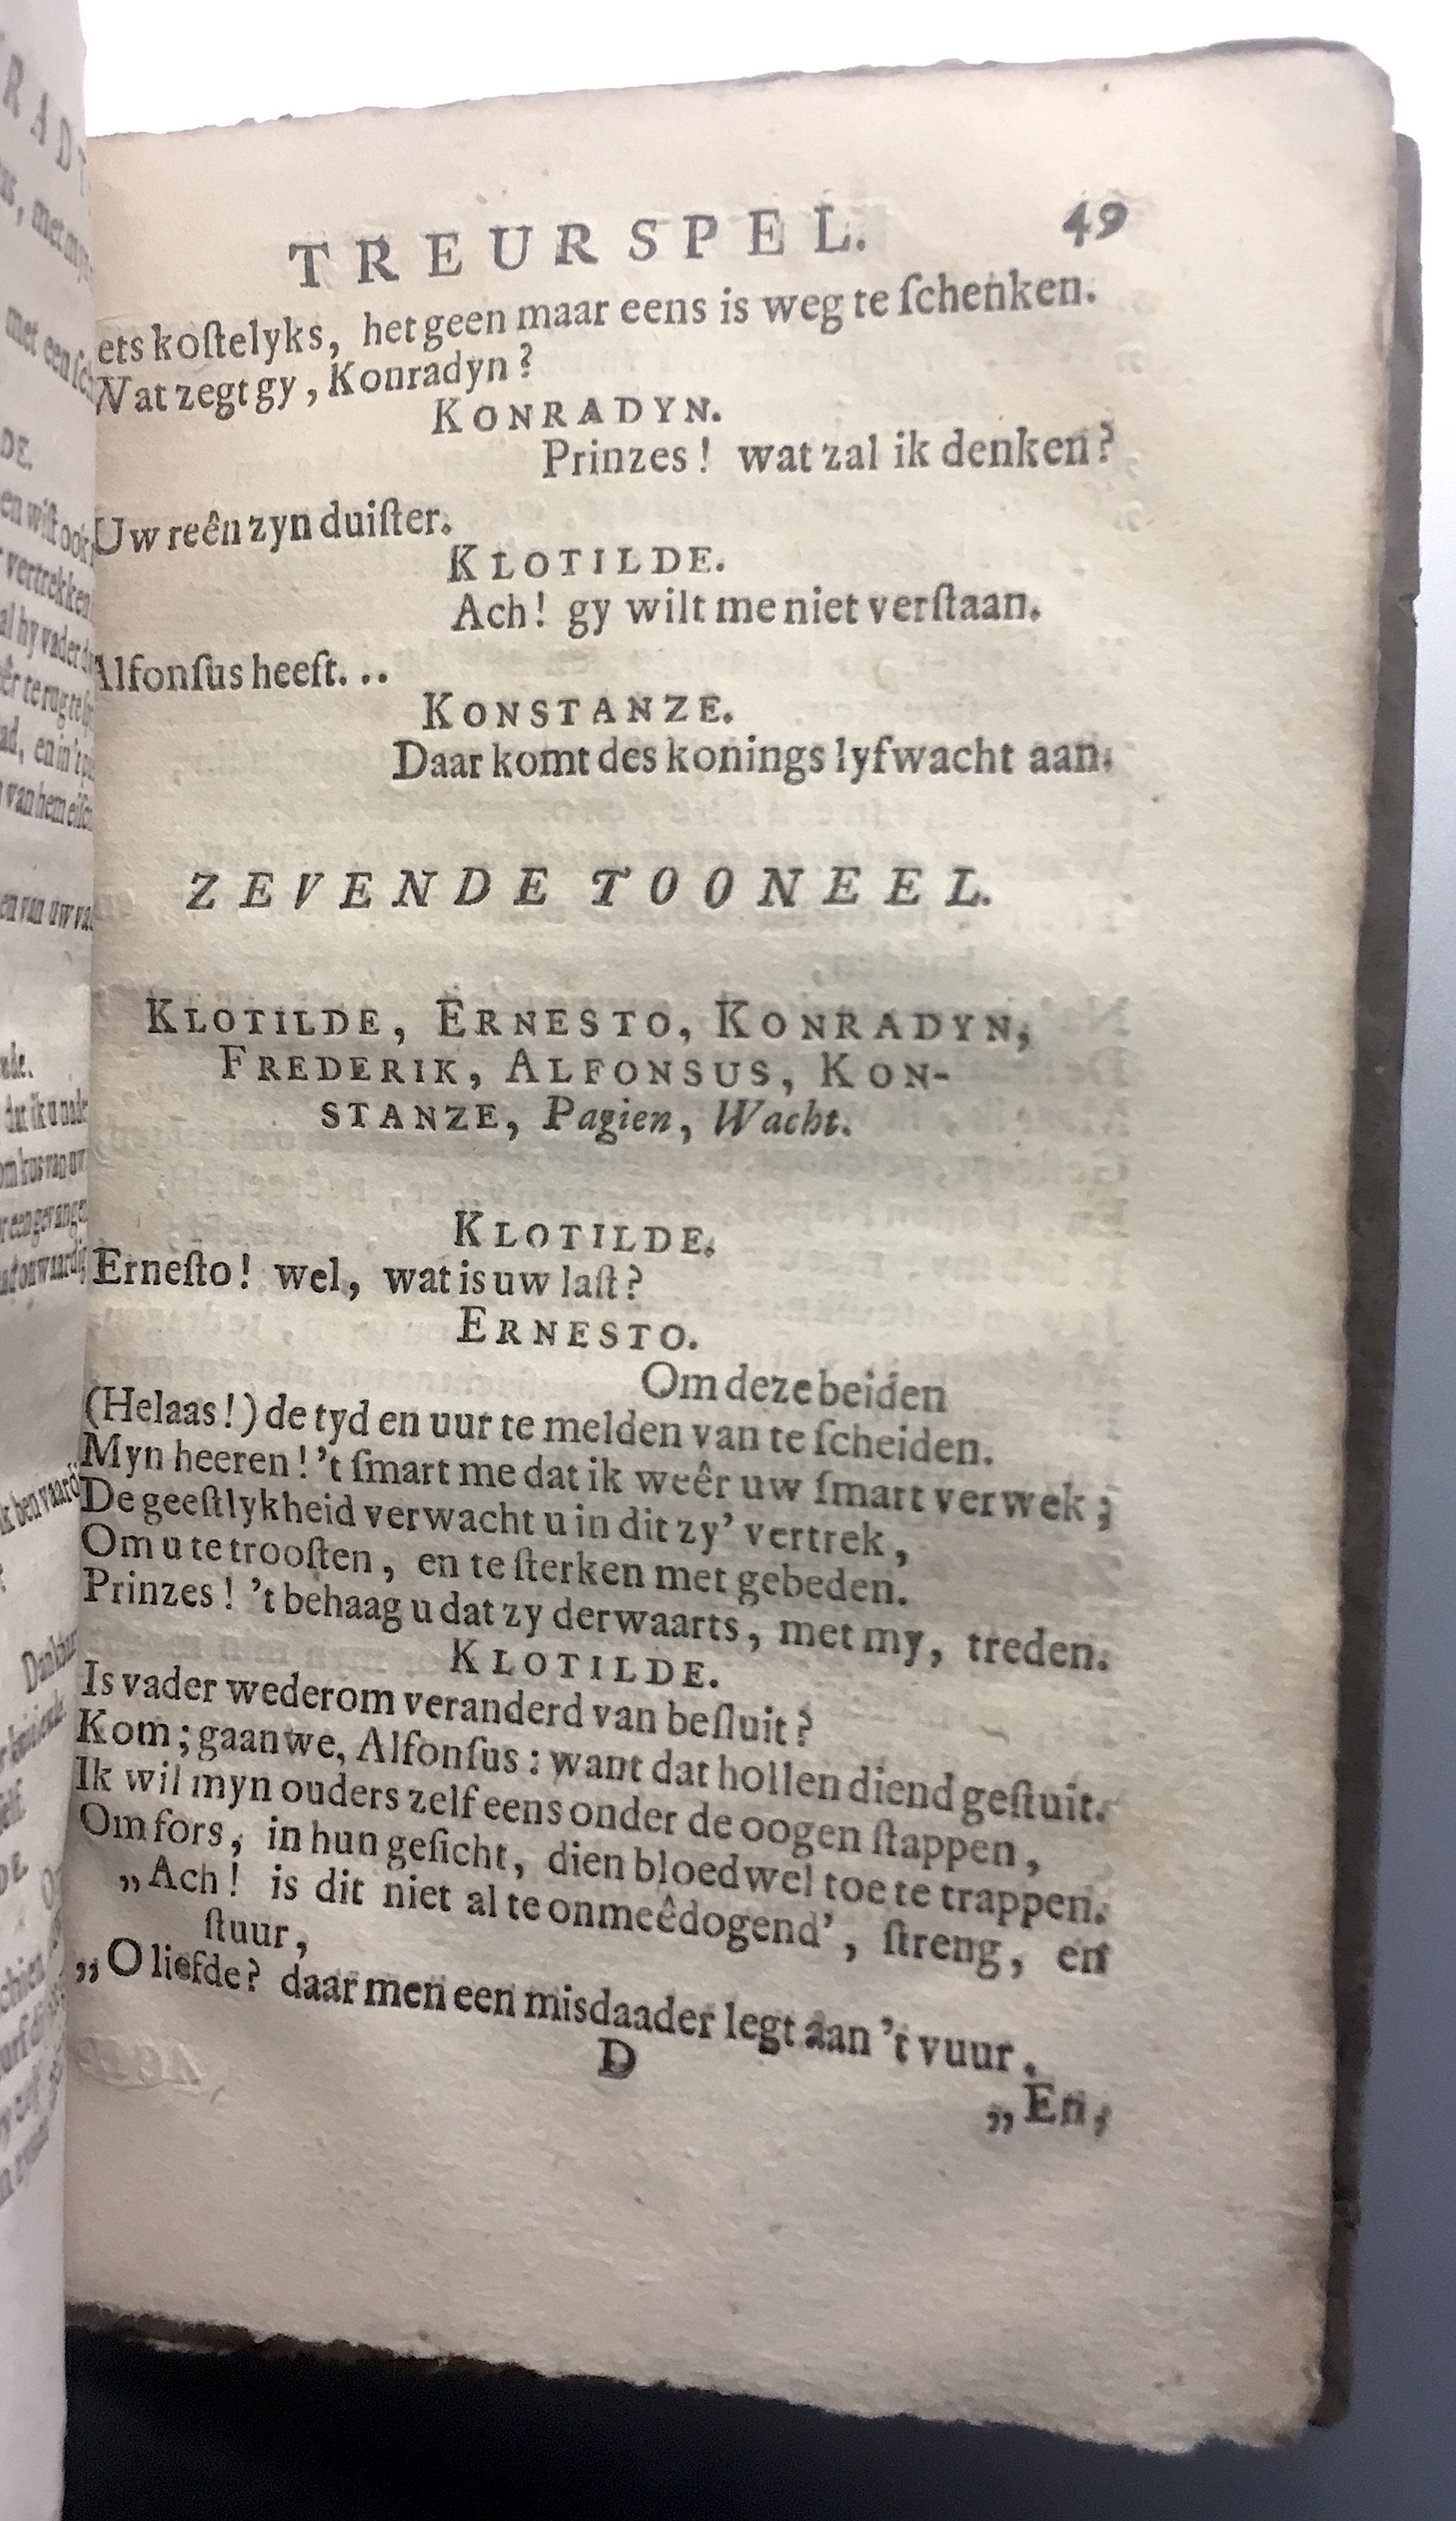 TREURSPEL. 49
ets koſtelyks, het geen maar eens is weg te ſchenken.
Wat zegt gy, Konradyn?
KONRADYN.
Prinzes! wat zal ik denken?
Uw reên zyn duiſter.
KLOTILDE.
Ach! gy wilt me niet verſtaan.
Alfonſus heeft...
KONSTANZE.
Daar komt des konings lyfwacht aan.
ZEVENDE TOONEEL.
KLOTILDE, ERNESTO, KONRADYN,
FREDERIK, ALFONSUS, KON-
STANZE, Pagien, Wacht.
KLOTILDE.
Erneſto! wel, wat is uw laſt?
ERNESTO.
Om deze beiden
(Helaas!) de tyd en uur te melden van te ſcheiden.
Myn heeren! 't ſmart me dat ik weêr uw ſmart verwek;
De geeſtlykheid verwacht u in dit zy' vertrek,
Om u te trooſten, en te ſterken met gebeden.
Prinzes! 't behaag u dat zy derwaarts, met my, treden.
KLOTILDE.
Is vader wederom veranderd van beſluit?
Kom; gaan we, Alfonſus: want dat hollen diend geſtuit.
Ik wil myn ouders zelf eens onder de oogen ſtappen,
Om fors, in hun geſicht, dien bloed wel toe te trappen.
„Ach! is dit niet al te onmeêdogend', ſtreng, en
ſtuur,
„O liefde? daar men een misdaader legt aan 't vuur.
D
„En,